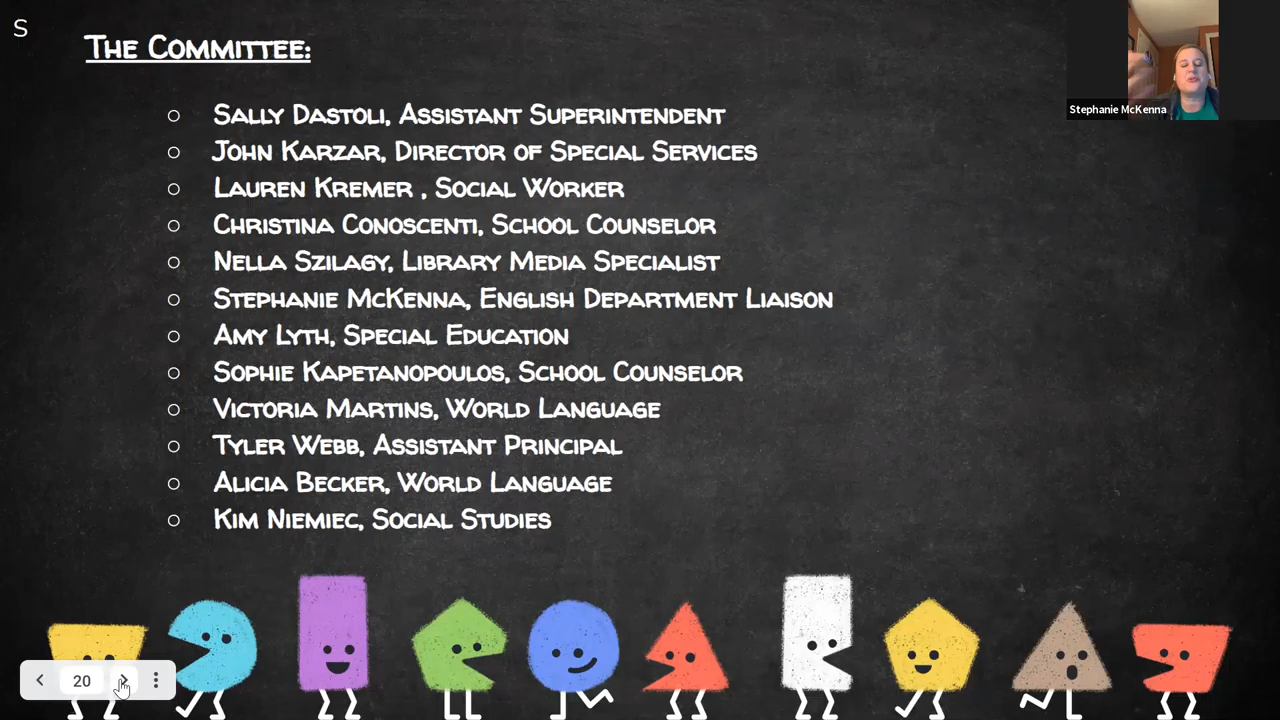 S
The Committee:
Stephanie McKenna
Sally Dastoli, Assistant Superintendent
John Karzar, Director of Special Services
Lauren Kremer , Social Worker
Christina Conoscenti, School Counselor
Nella Szilagy, Library Media Specialist
Stephanie McKenna, English Department Liaison
Amy Lyth, Special Education
Sophie Kapetanopoulos, School Counselor
Victoria Martins, World Language
Tyler Webb, Assistant Principal
Alicia Becker, World Language
Kim Niemiec, Social Studies
20